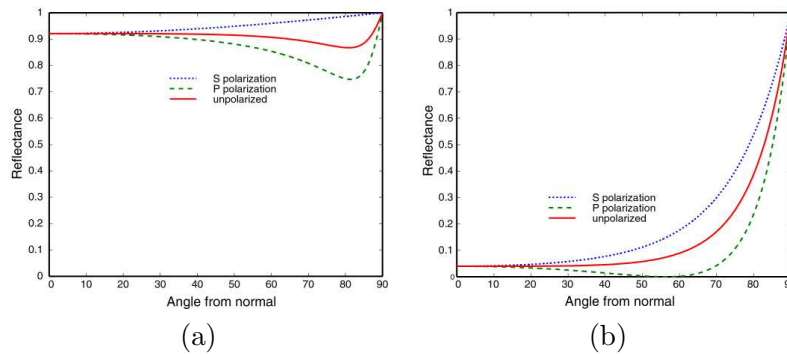 1
0.9
0.8
0.7
0.6
0.5
0.4
0.3
0.2
0.1
0
Reflectance
S polarization
P polarization
unpolarized
0 10 20 30 40 50 60 70 80 90
Angle from normal
(a)
1
0.9
0.8
0.7
0.6
0.5
0.4
0.3
0.2
0.1
0
Reflectance
S polarization
P polarization
unpolarized
0 10 20 30 40 50 60 70 80 90
Angle from normal
(b)